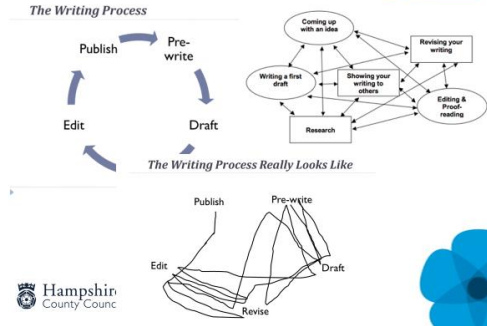 The Writing Process
Publish
Pre-
write
Edit
Draft
Coming up
with an idea
Revising your
writing
Writing a first
draft
Showing your
writing to
others
Editing &
Proof-
reading
Research
The Writing Process Really Looks Like
Publish
Pre-write
Edit
Draft
Revise
Hampshir
County Counc